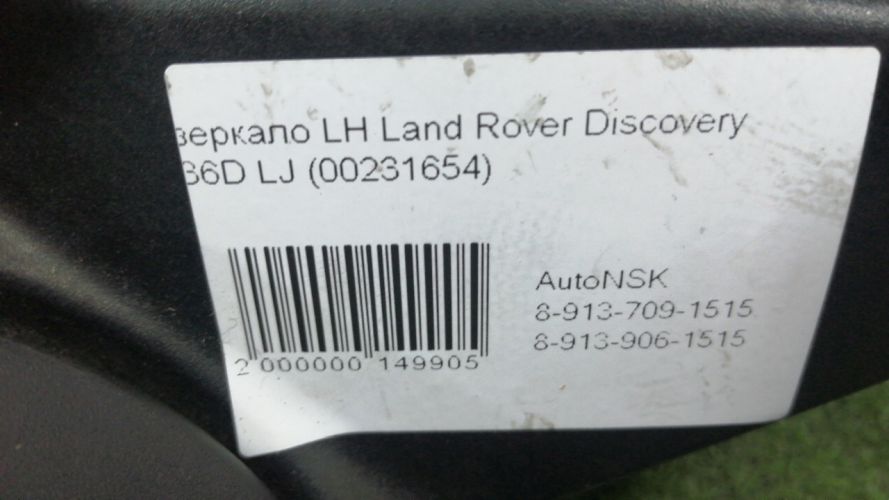 зеркало LH Land Rover Discovery
36D LJ (00231654)
AutoNSK
8-913-709-1515
8-913-906-1515
2 000000 149905